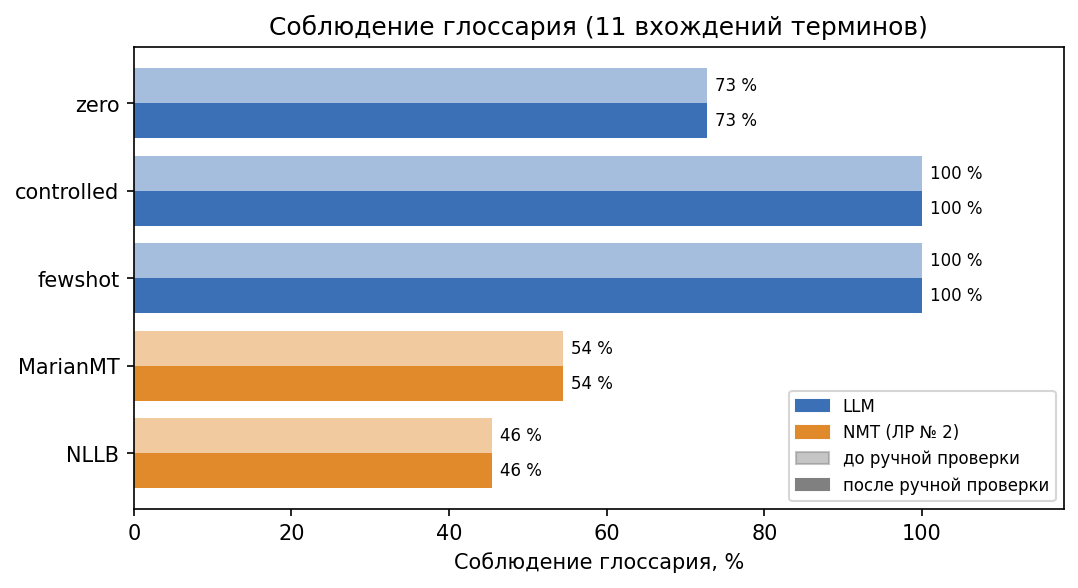 Соблюдение глоссария (11 вхождений терминов)
zero
73 %
73 %
controlled
100 %
100 %
fewshot
100 %
100 %
MarianMT
54 %
54 %
NLLB
46 %
46 %
LLM
NMT (ЛР № 2)
до ручной проверки
после ручной проверки
0 20 40 60 80 100
Соблюдение глоссария, %